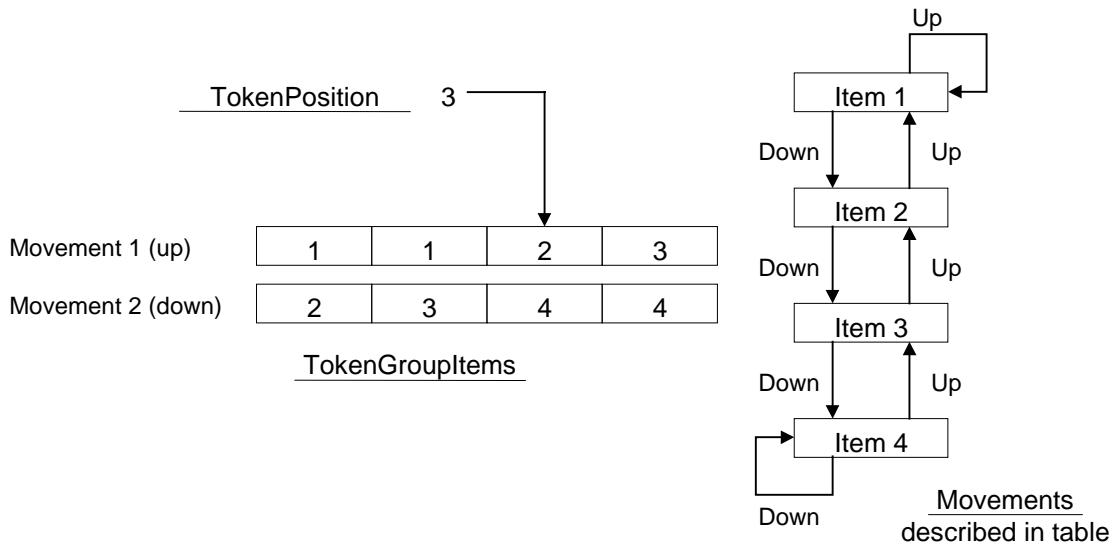 Up
TokenPosition 3
Item 1
Down Up
Item 2
Movement 1 (up) 1 1 2 3
Down Up
Movement 2 (down) 2 3 4 4
Item 3
TokenGroupItems
Down Up
Item 4
Down
Movements
described in table